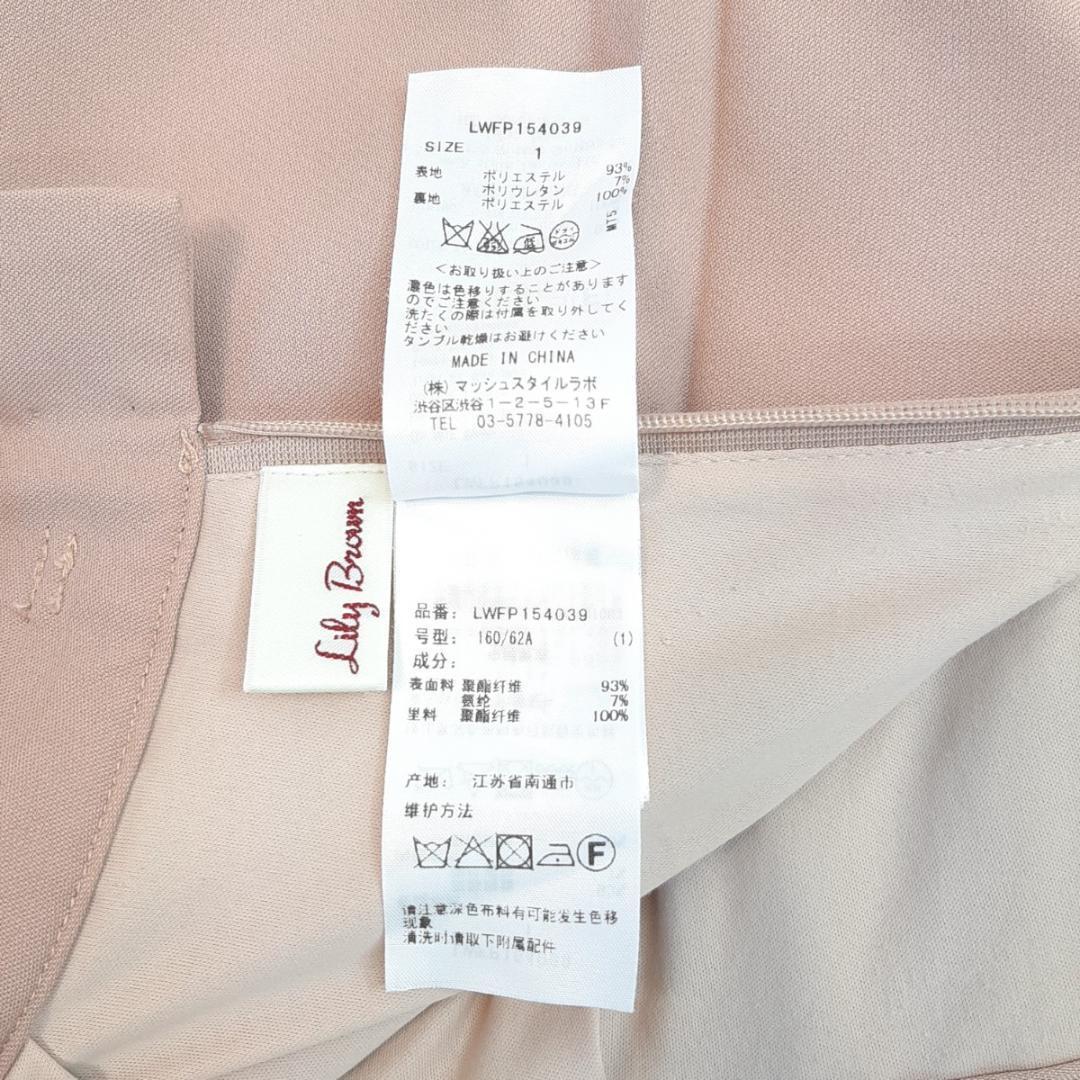 LWFP154039
SIZE 1
表地 ポリエステル 93%
ポリウレタン 7%
裏地 ポリエステル 100%
MT5
<お取り扱い上のご注意>
濃色は色移りすることがあります
のでご注意ください
洗たくの際は付属を取り外してく
ださい
タンブル乾燥はお避けください
MADE IN CHINA
(株)マッシュスタイルラボ
渋谷区渋谷1-2-5-13F
TEL 03-5778-4105
Lily Brown
品番: LWFP154039
号型: 160/62A (1)
成分:
表面料 聚酯纤维 93%
氨纶 7%
里料 聚酯纤维 100%
产地: 江苏省南通市
维护方法
F
请注意深色布料有可能发生色移
现象
清洗时请取下附属配件